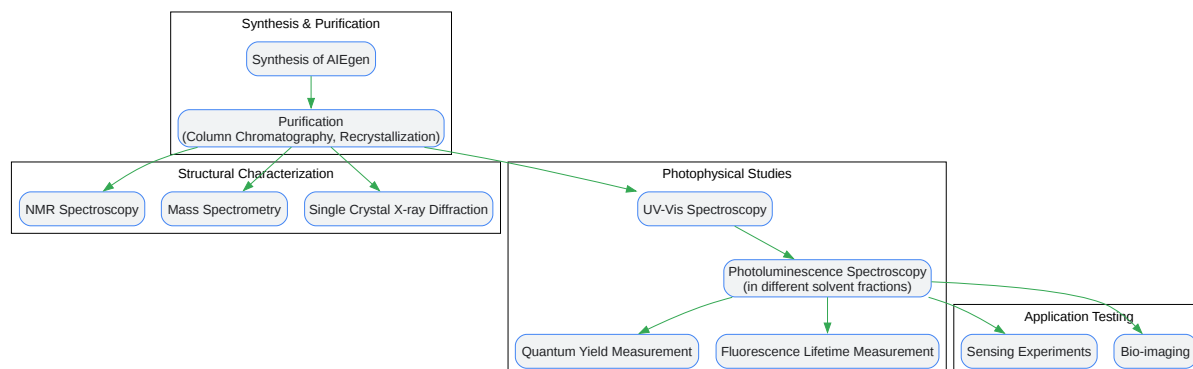 Synthesis & Purification
Synthesis of AIEgen
Purification
(Column Chromatography, Recrystallization)
Structural Characterization
NMR Spectroscopy
Mass Spectrometry
Single Crystal X-ray Diffraction
Photophysical Studies
UV-Vis Spectroscopy
Photoluminescence Spectroscopy
(in different solvent fractions)
Quantum Yield Measurement
Fluorescence Lifetime Measurement
Application Testing
Sensing Experiments
Bio-imaging